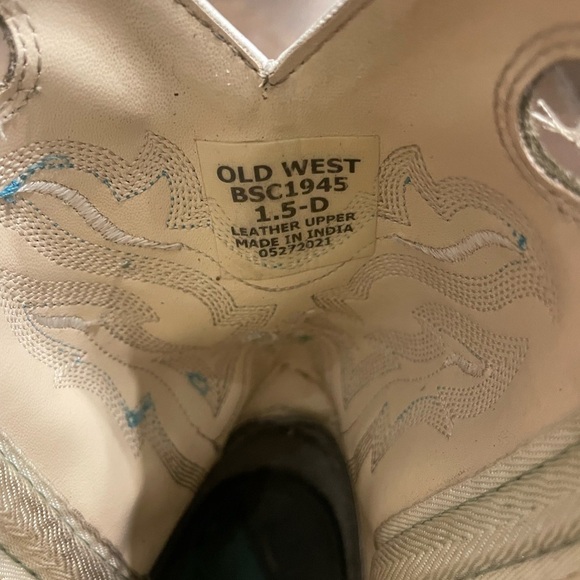 OLD WEST
BSC1945
1.5-D
LEATHER UPPER
MADE IN INDIA
05272021